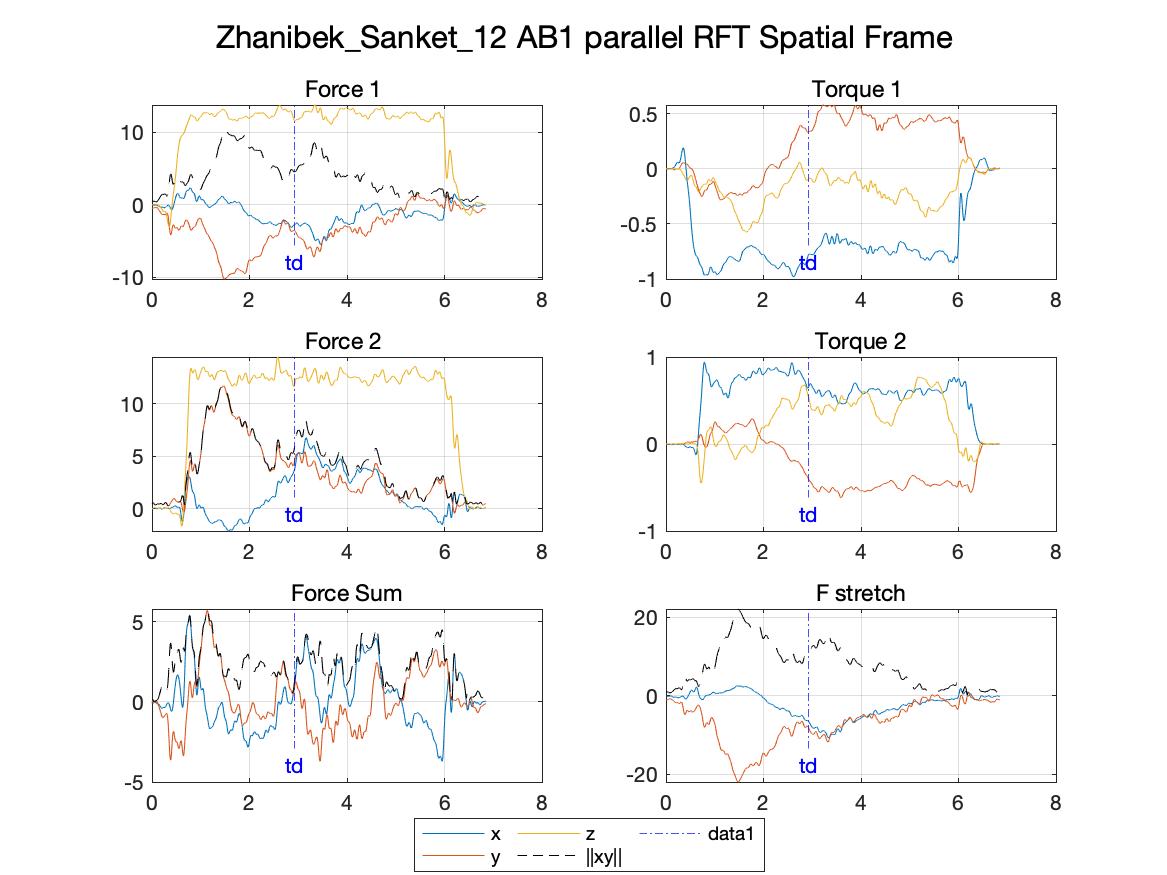 Zhanibek_Sanket_12 AB1 parallel RFT Spatial Frame
Force 1
10
0
-10
0 2 4 6 8
td
Torque 1
0.5
0
-0.5
-1
0 2 4 6 8
td
Force 2
10
5
0
0 2 4 6 8
td
Torque 2
1
0
-1
0 2 4 6 8
td
Force Sum
5
0
-5
0 2 4 6 8
td
F stretch
20
0
-20
0 2 4 6 8
td
x z data1
y ||xy||